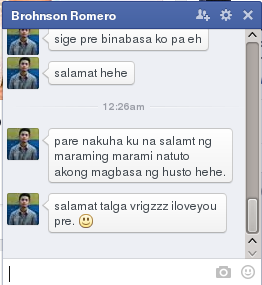 Brohnson Romero
sige pre binabasa ko pa eh
salamat hehe
12:26am
pare nakuha ku na salamt ng
maraming marami natuto
akong magbasa ng husto hehe.
salamat talga vrigzzz iloveyou
pre.